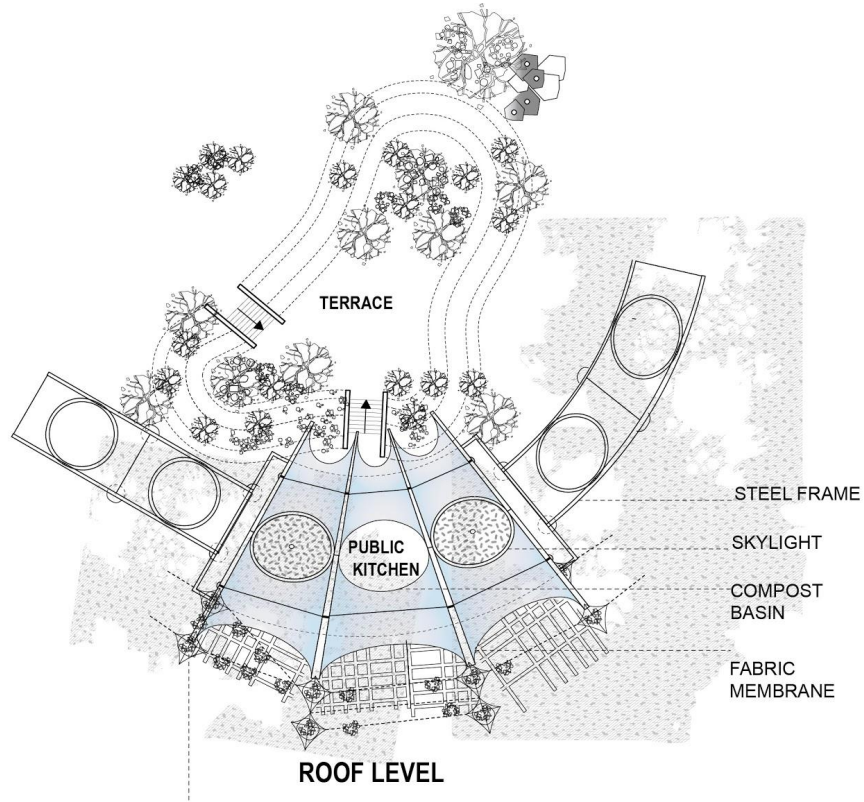 TERRACE
STEEL FRAME
SKYLIGHT
PUBLIC
KITCHEN
COMPOST
BASIN
FABRIC
MEMBRANE
ROOF LEVEL